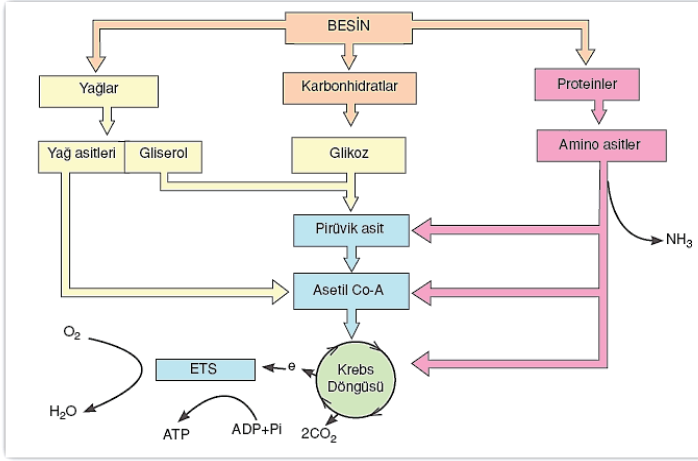 BESİN
Yağlar
Karbonhidratlar
Proteinler
Yağ asitleri
Gliserol
Glikoz
Amino asitler
Pirüvik asit
NH3
Asetil Co-A
O2
ETS
e
Krebs
Döngüsü
H2O
ATP
ADP+Pi
2CO2